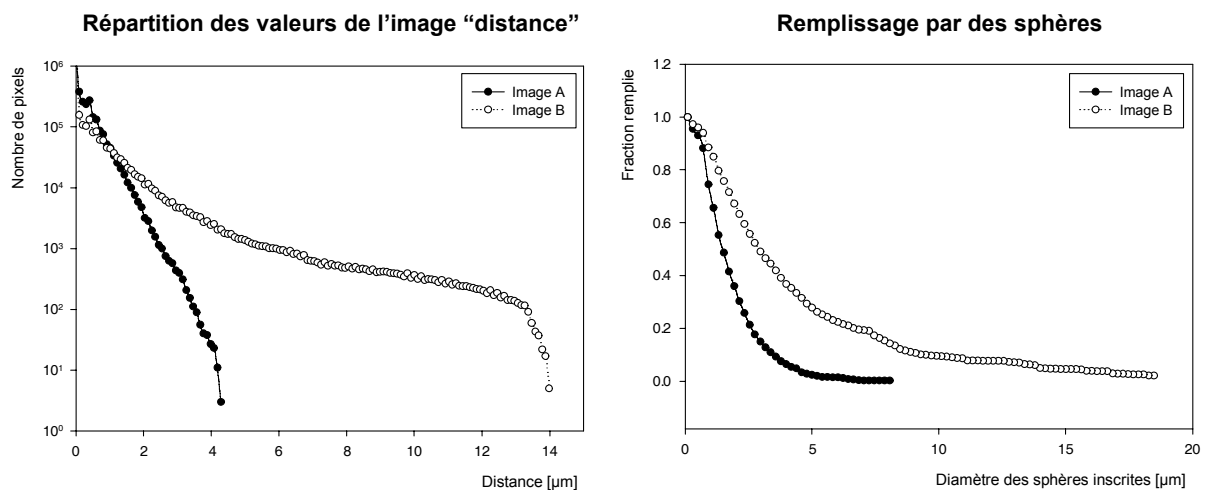 Répartition des valeurs de l’image “distance”
Nombre de pixels
10⁶
10⁵
10⁴
10³
10²
10¹
10⁰
Image A
Image B
0 2 4 6 8 10 12 14
Distance [µm]
Remplissage par des sphères
Fraction remplie
1.2
1.0
0.8
0.6
0.4
0.2
0.0
Image A
Image B
0 5 10 15 20
Diamètre des sphères inscrites [µm]